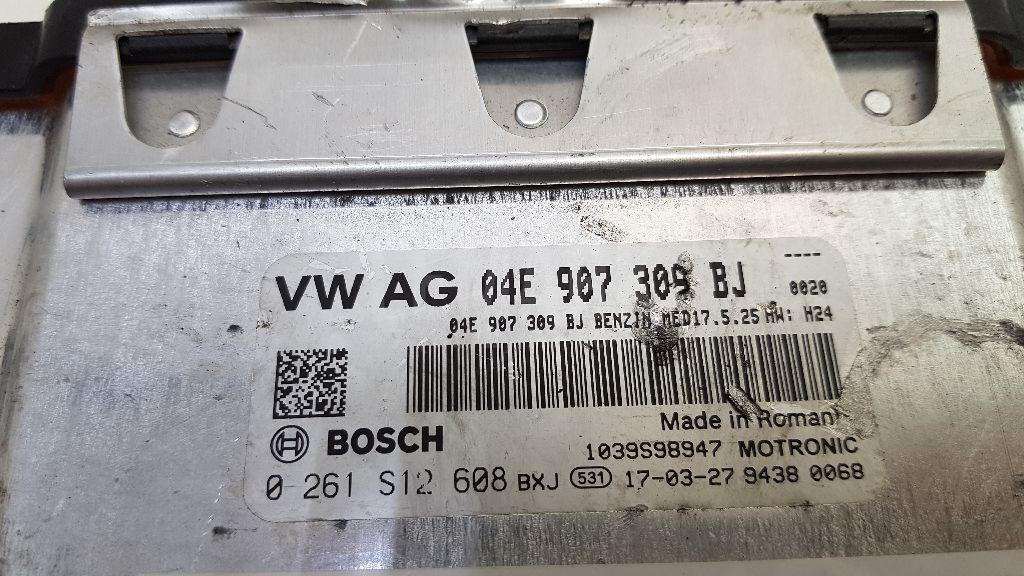 VW AG 04E 907 309 BJ ----
0020
04E 907 309 BJ BENZIN MED17.5.25 HW: H24
Made in Romani
BOSCH
1039S98947 MOTRONIC
0 261 S12 608 BXJ 531 17-03-27 9438 0068